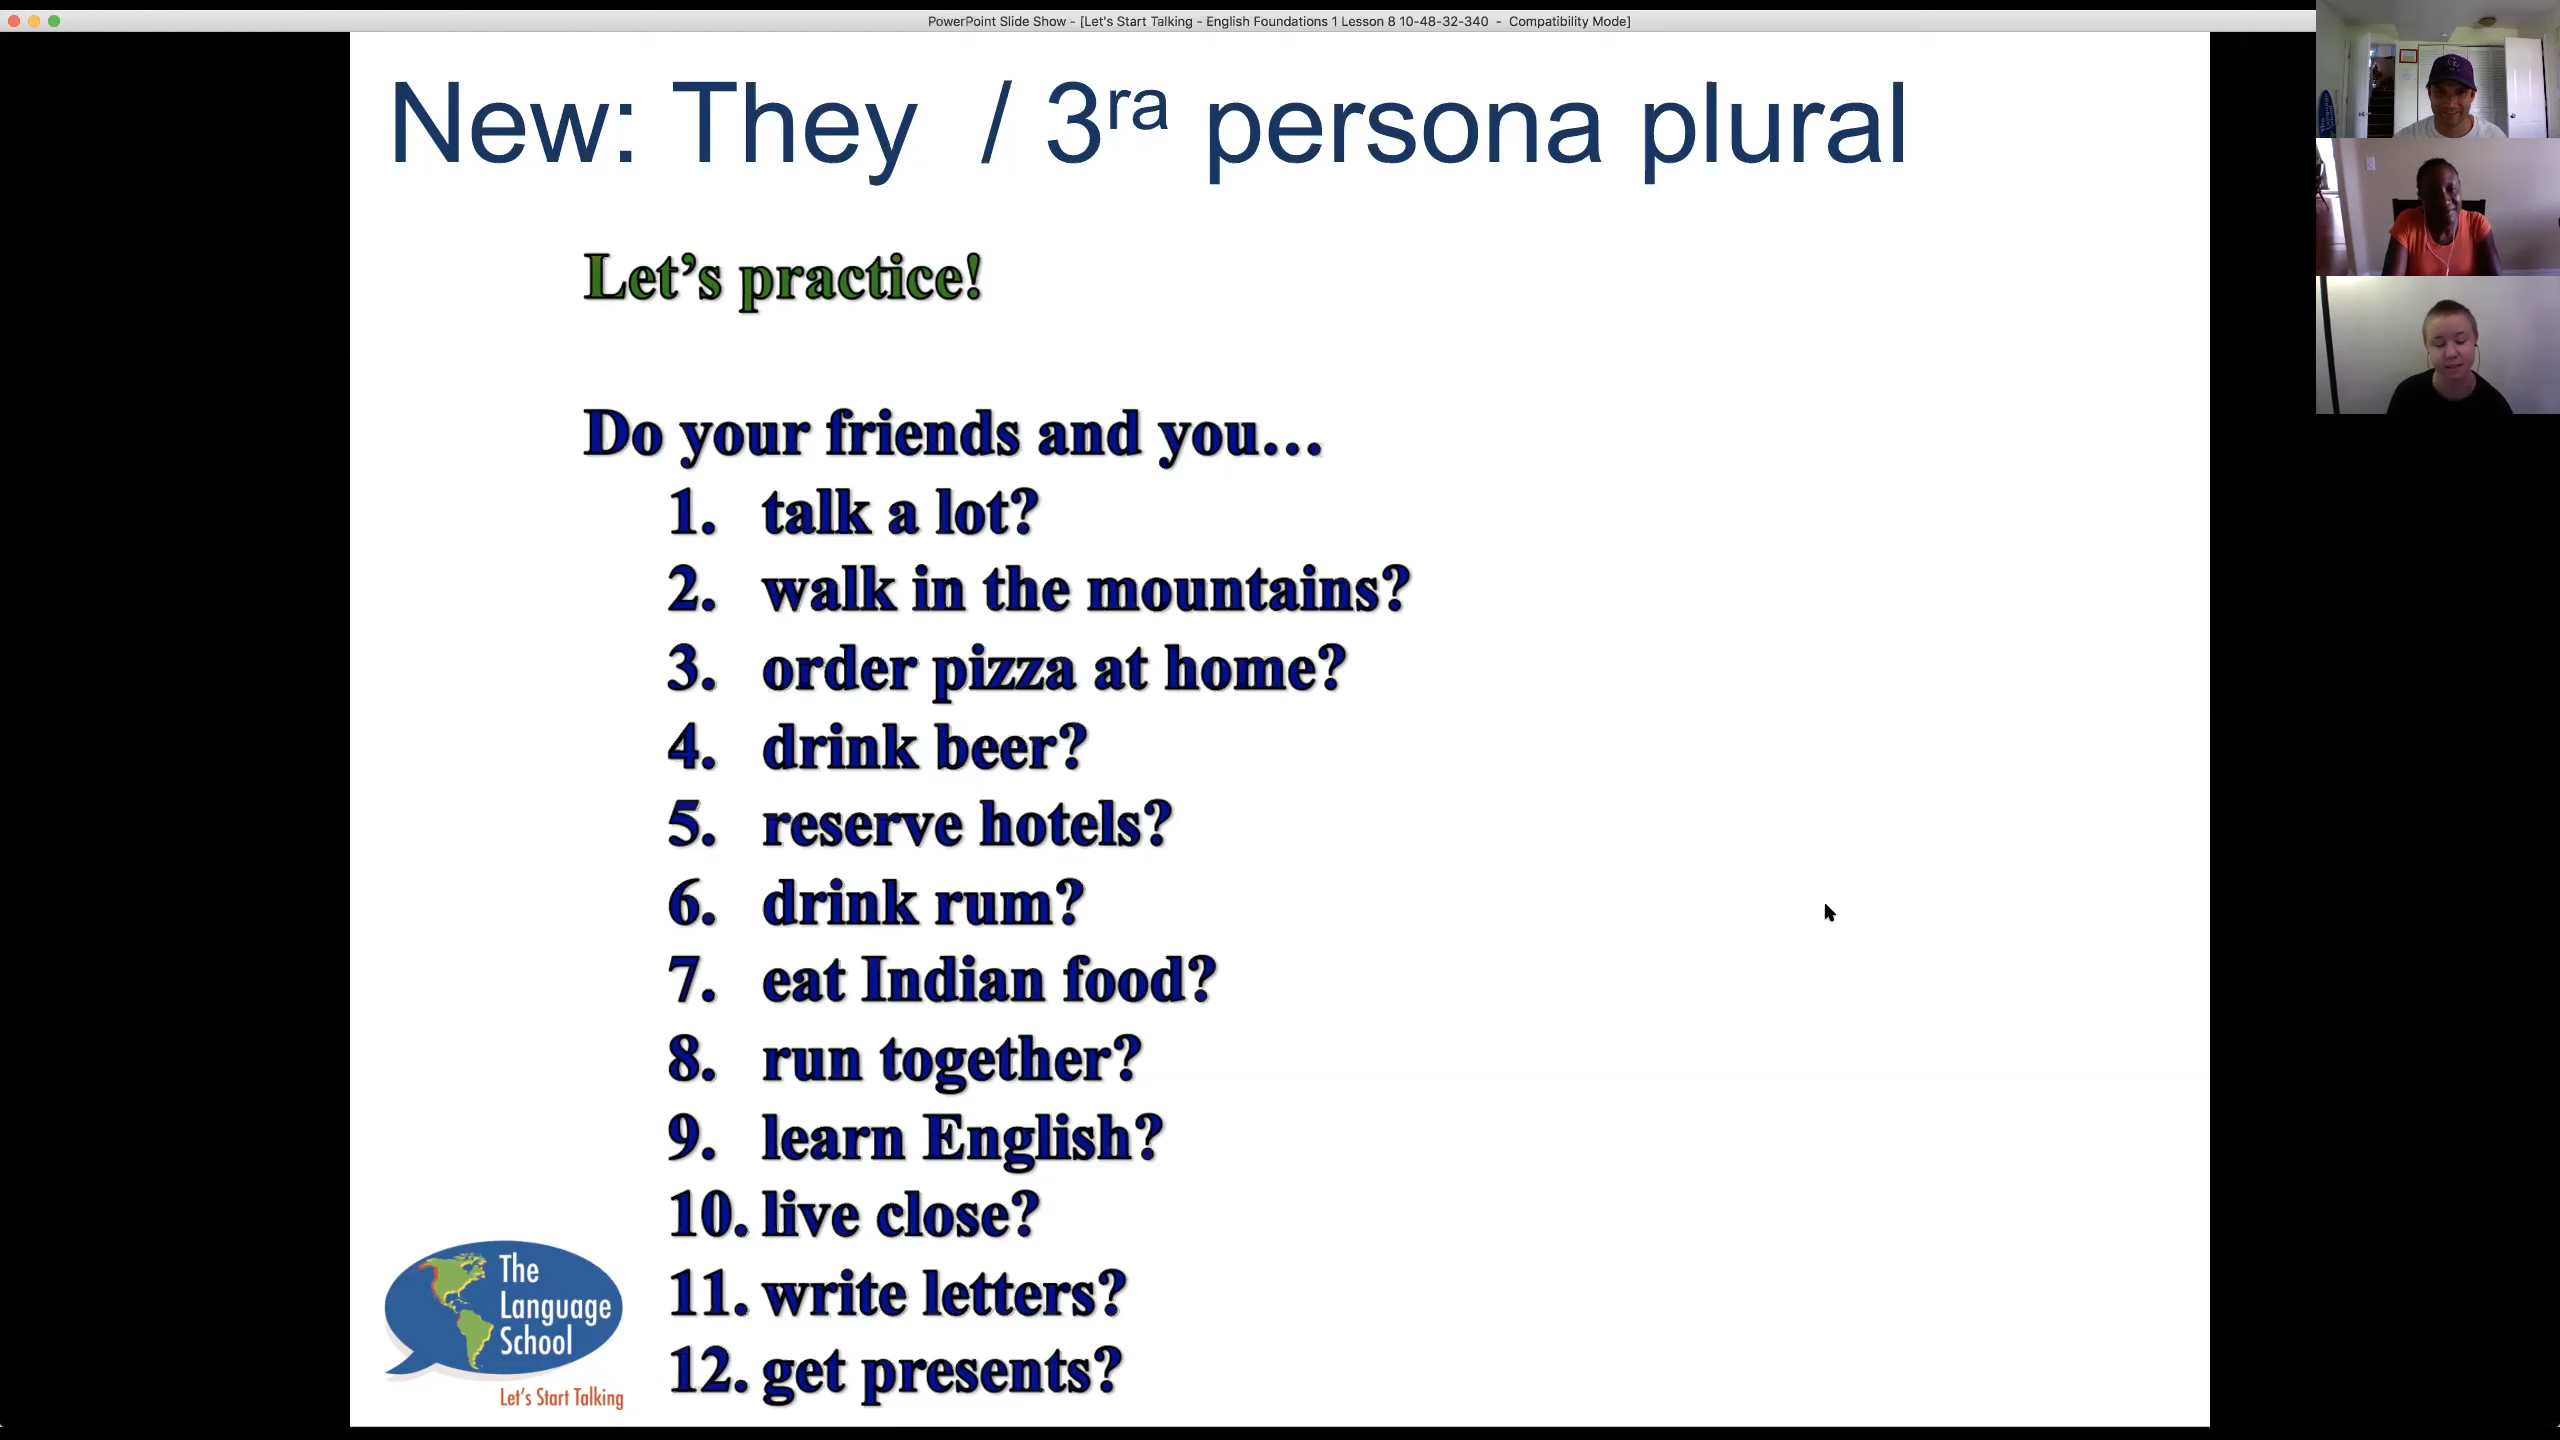 PowerPoint Slide Show - [Let's Start Talking - English Foundations 1 Lesson 8 10-48-32-340 - Compatibility Mode]
New: They / 3ra persona plural
Let's practice!
Do your friends and you...
1. talk a lot?
2. walk in the mountains?
3. order pizza at home?
4. drink beer?
5. reserve hotels?
6. drink rum?
7. eat Indian food?
8. run together?
9. learn English?
10. live close?
11. write letters?
12. get presents?
The
Language
School
Let's Start Talking